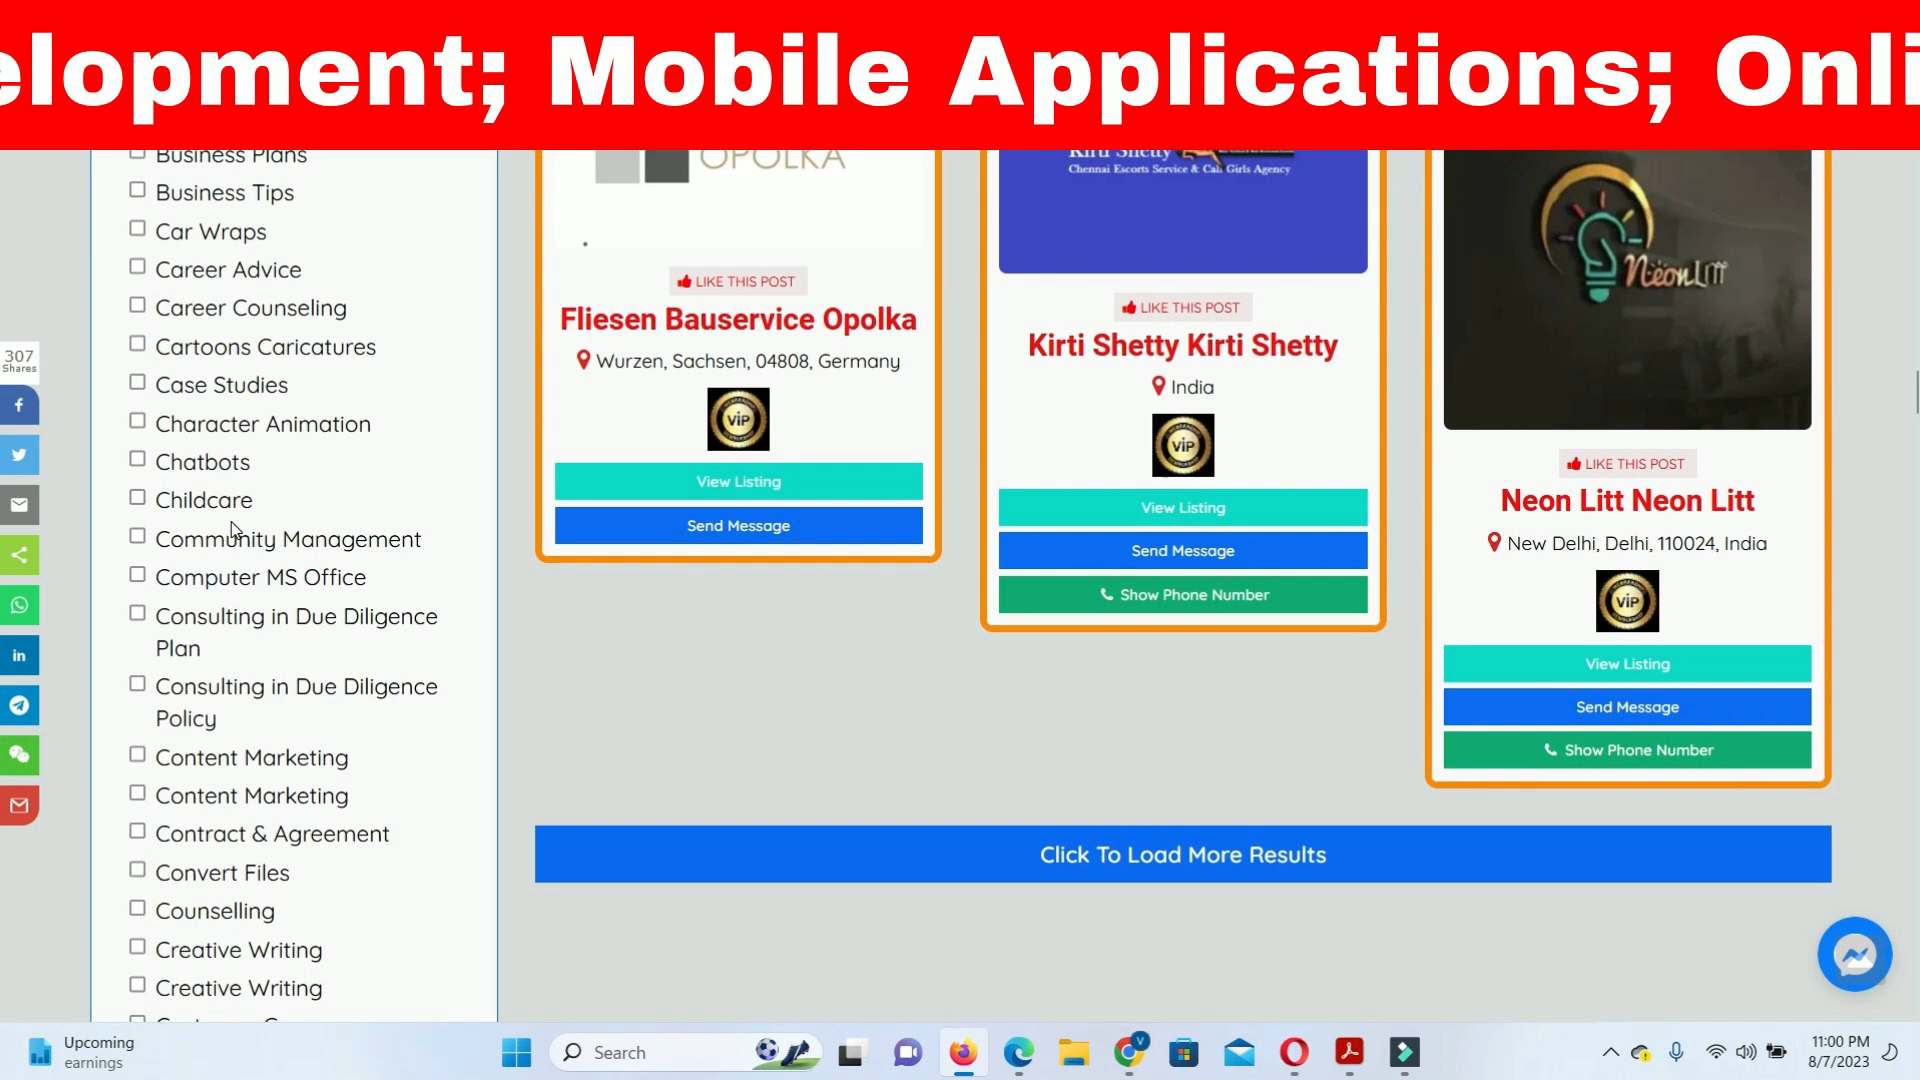 elopment; Mobile Applications; Onli
Business Plans
Business Tips
Car Wraps
Career Advice
Career Counseling
Cartoons Caricatures
Case Studies
Character Animation
Chatbots
Childcare
Community Management
Computer MS Office
Consulting in Due Diligence
Plan
Consulting in Due Diligence
Policy
Content Marketing
Content Marketing
Contract & Agreement
Convert Files
Counselling
Creative Writing
Creative Writing
307
Shares
OPOLKA
LIKE THIS POST
Fliesen Bauservice Opolka
Wurzen, Sachsen, 04808, Germany
VIP
View Listing
Send Message
Kirti Shetty
Chennai Escorts Service & Call Girls Agency
LIKE THIS POST
Kirti Shetty Kirti Shetty
India
VIP
View Listing
Send Message
Show Phone Number
NeonLitt
LIKE THIS POST
Neon Litt Neon Litt
New Delhi, Delhi, 110024, India
VIP
View Listing
Send Message
Show Phone Number
Click To Load More Results
Upcoming
earnings
Search
11:00 PM
8/7/2023